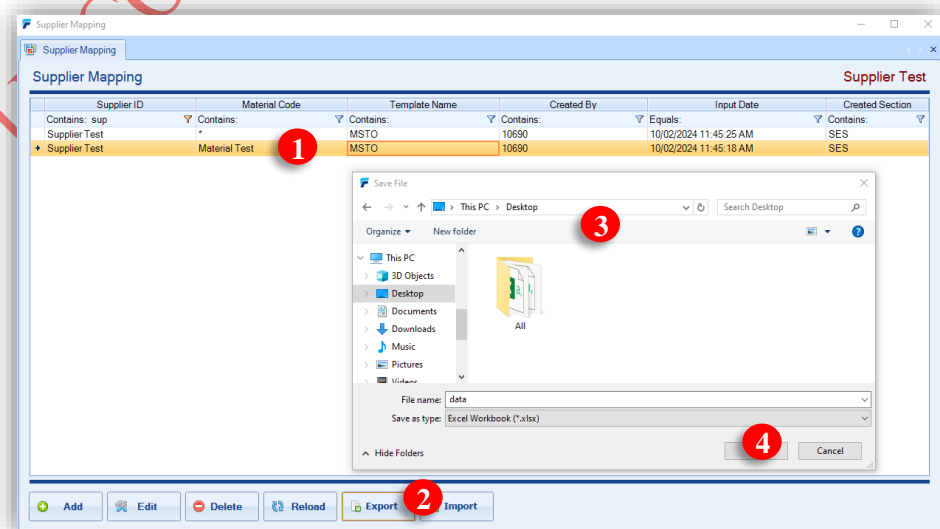 Supplier Mapping
Supplier Mapping
Supplier Mapping Supplier Test
Supplier ID Material Code Template Name Created By Input Date Created Section
Contains: sup Contains: Contains: Contains: Equals: Contains:
Supplier Test * MSTO 10690 10/02/2024 11:45:25 AM SES
Supplier Test Material Test MSTO 10690 10/02/2024 11:45:18 AM SES
1
Save File
This PC > Desktop Search Desktop
3
Organize New folder
This PC
3D Objects
Desktop
Documents
Downloads
Music
Pictures
Videos
All
File name: data
Save as type: Excel Workbook (*.xlsx)
Hide Folders 4 Cancel
Add Edit Delete Reload Export 2 Import